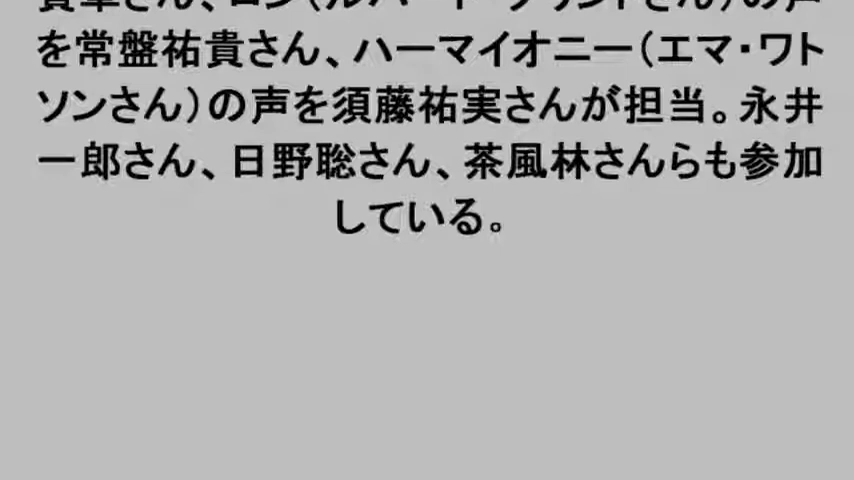 を常盤祐貴さん、ハーマイオニー（エマ・ワト
ソンさん）の声を須藤祐実さんが担当。永井
一郎さん、日野聡さん、茶風林さんらも参加
している。